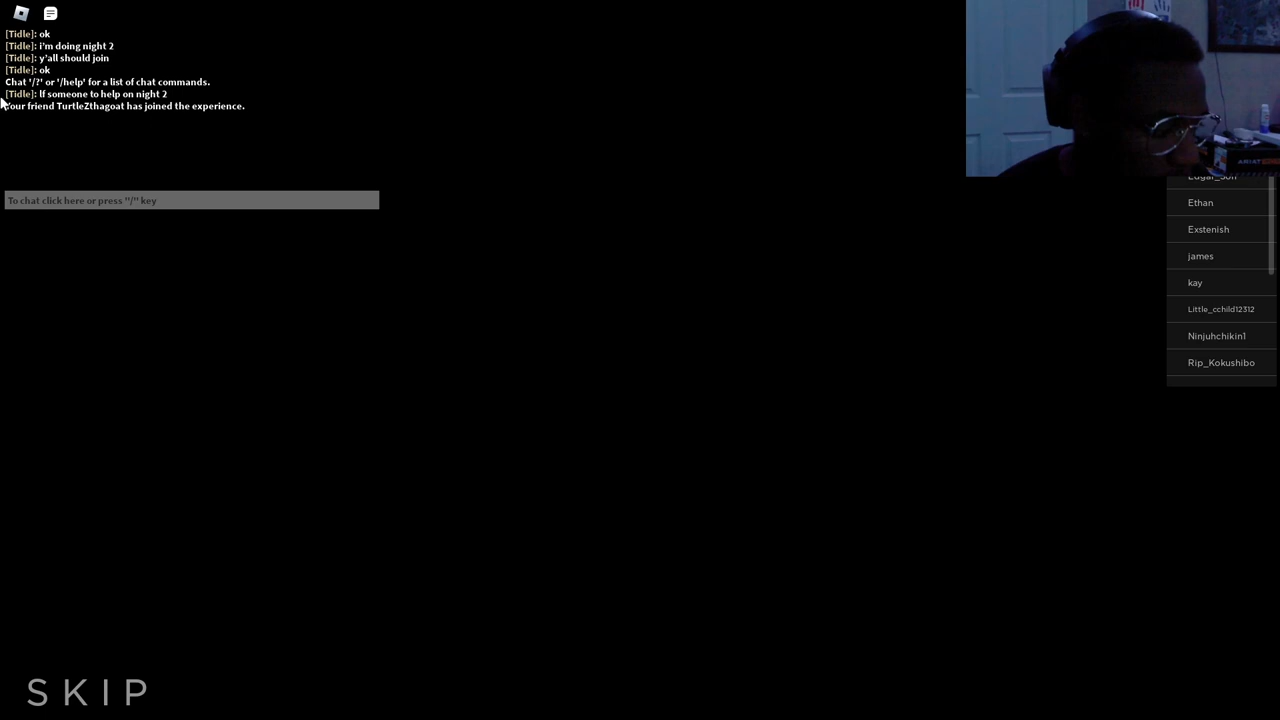 [Tidle]: ok
[Tidle]: i'm doing night 2
[Tidle]: y'all should join
[Tidle]: ok
Chat '/?' or '/help' for a list of chat commands.
[Tidle]: lf someone to help on night 2
Your friend TurtleZthagoat has joined the experience.
To chat click here or press "/" key
ARIAT
Ethan
Exstenish
james
kay
Little_cchild12312
Ninjuhchikin1
Rip_Kokushibo
SKIP